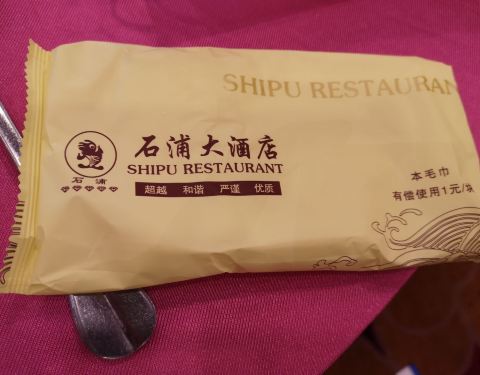 SHIPU RESTAURAN
石浦大酒店
SHIPU RESTAURANT
石浦
超越 和谐 严谨 优质
本毛巾
有偿使用1元/块